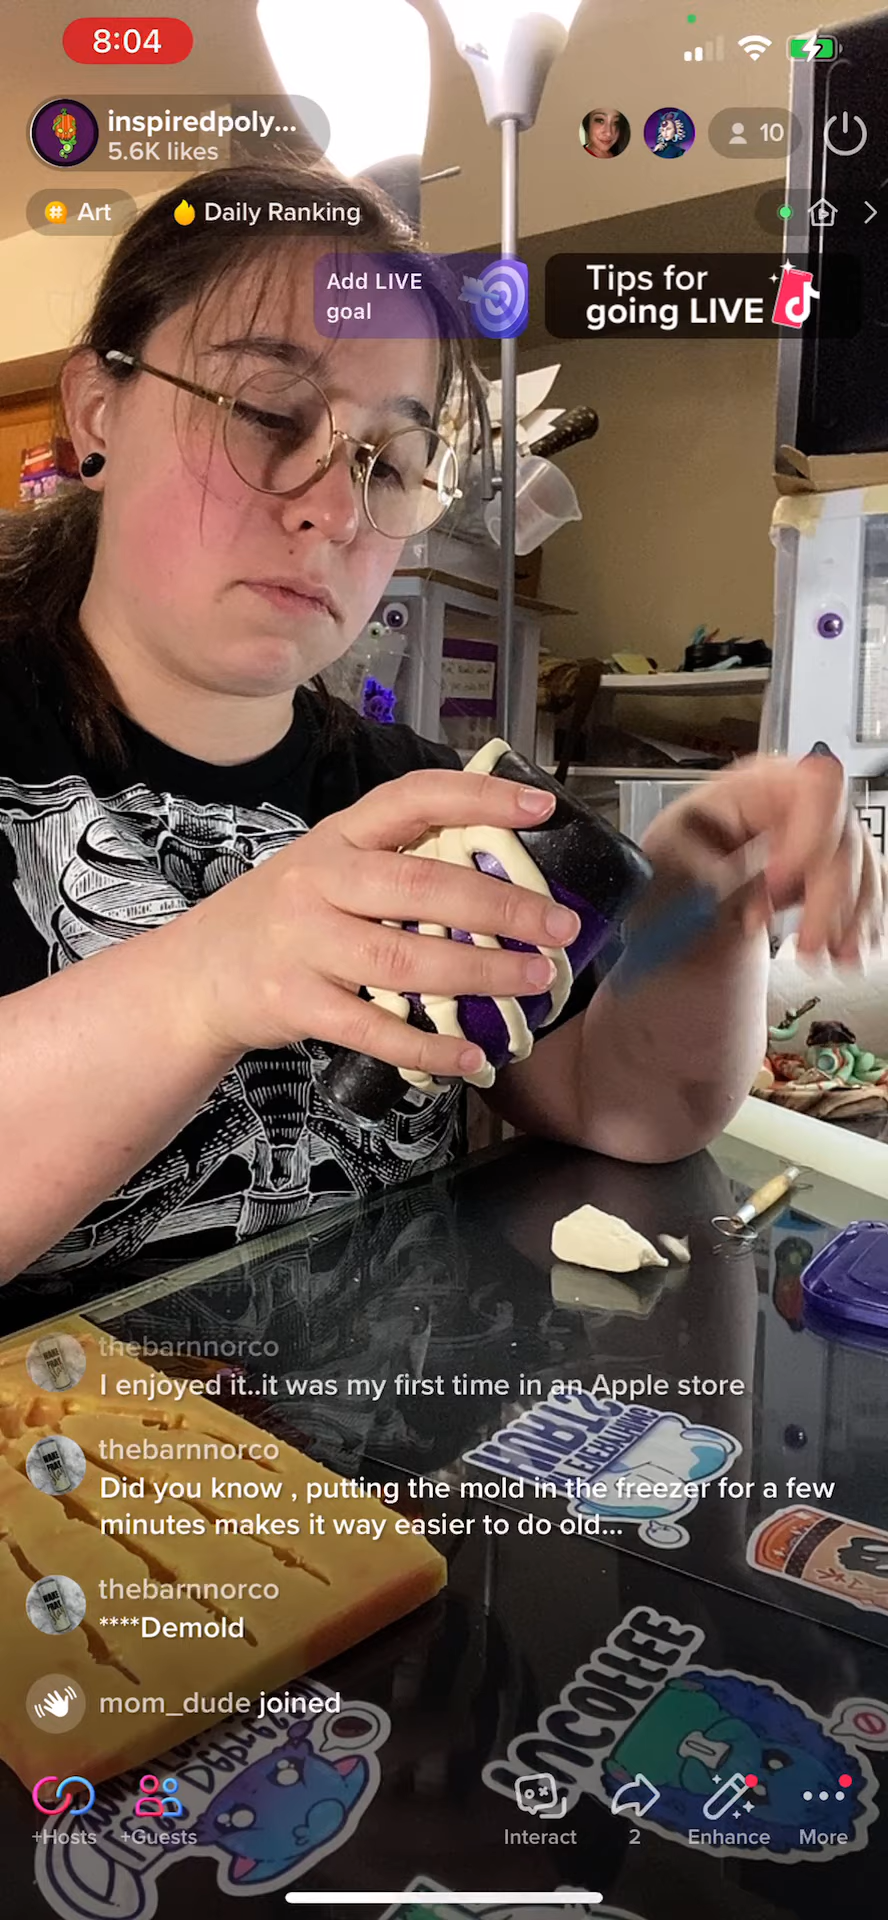 8:04
inspiredpoly...
5.6K likes
10
Art
Daily Ranking
Add LIVE
goal
Tips for
going LIVE
thebarnnorco
I enjoyed it..it was my first time in an Apple store
thebarnnorco
Did you know , putting the mold in the freezer for a few
minutes makes it way easier to do old...
thebarnnorco
****Demold
mom_dude joined
+Hosts
+Guests
Interact
2
Enhance
More